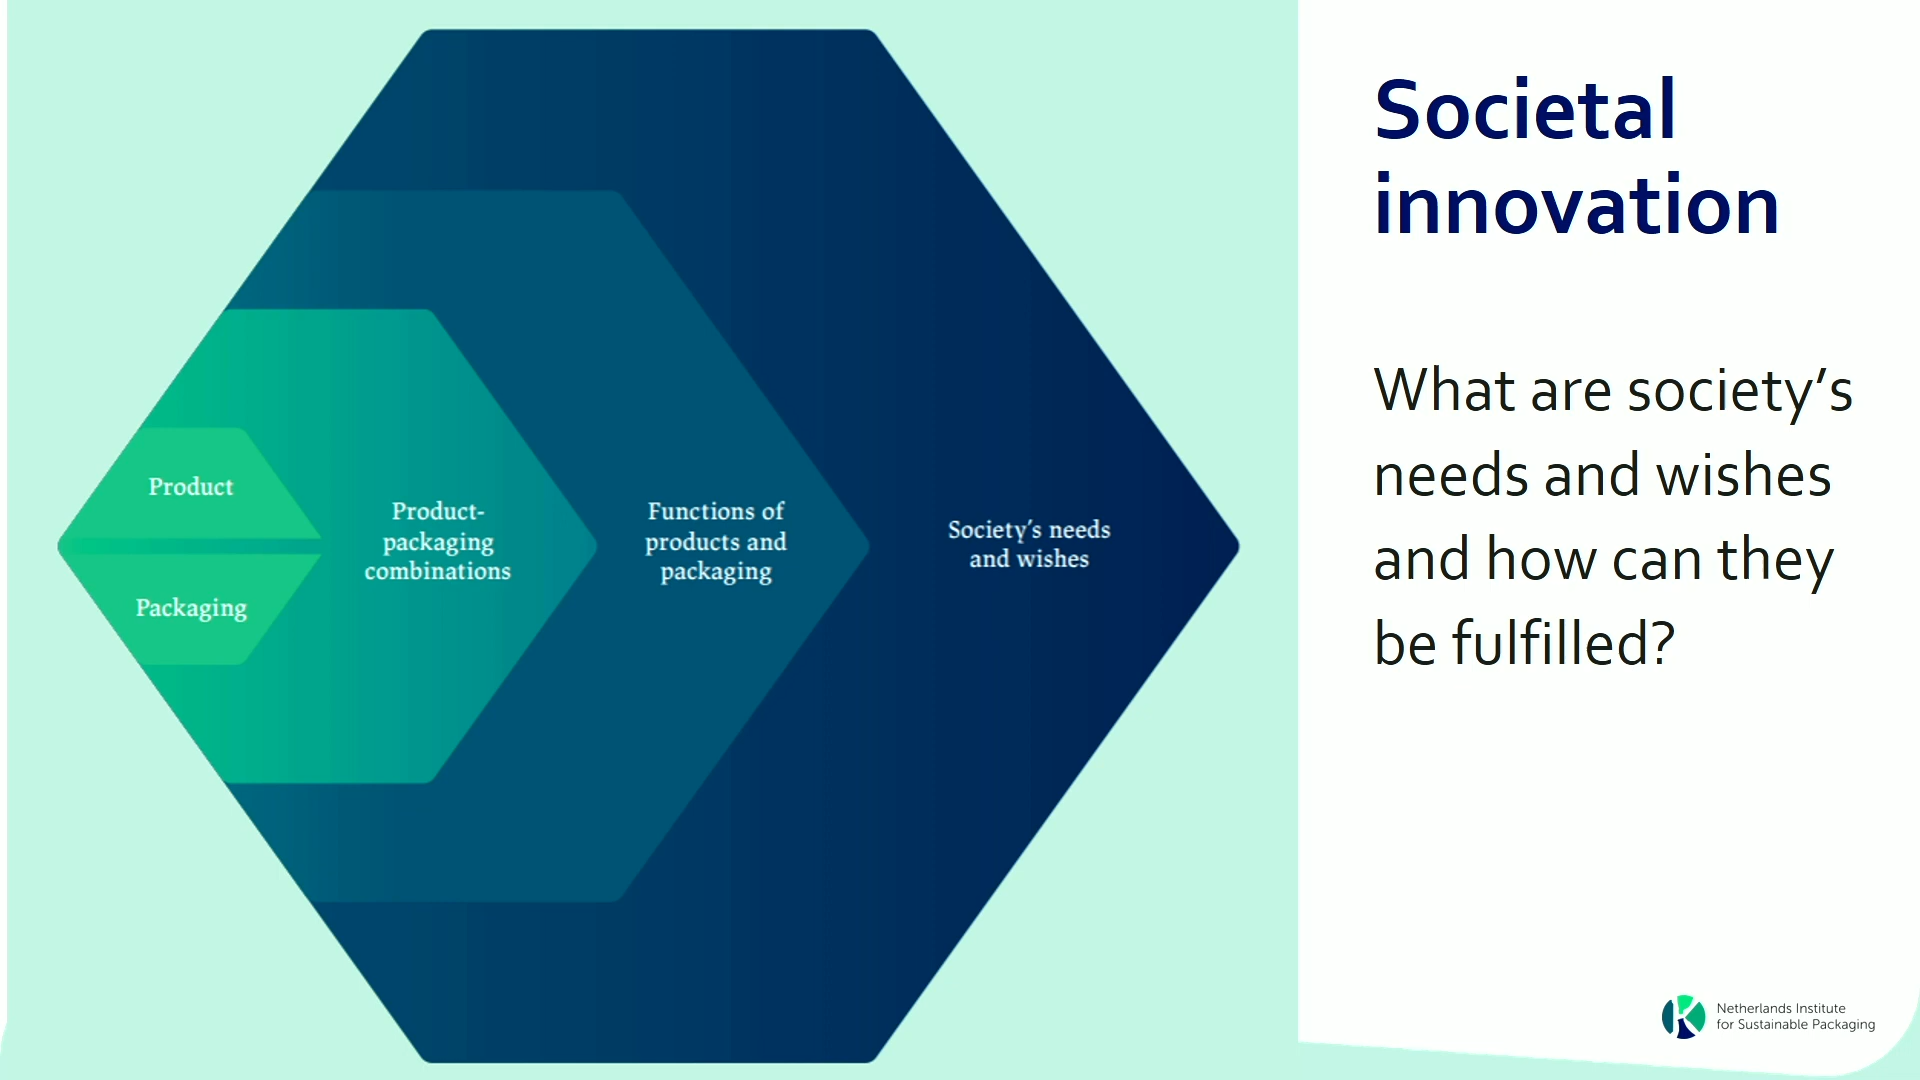 Product
Packaging
Product-
packaging
combinations
Functions of
products and
packaging
Society's needs
and wishes
Societal
innovation
What are society's
needs and wishes
and how can they
be fulfilled?
Netherlands Institute
for Sustainable Packaging